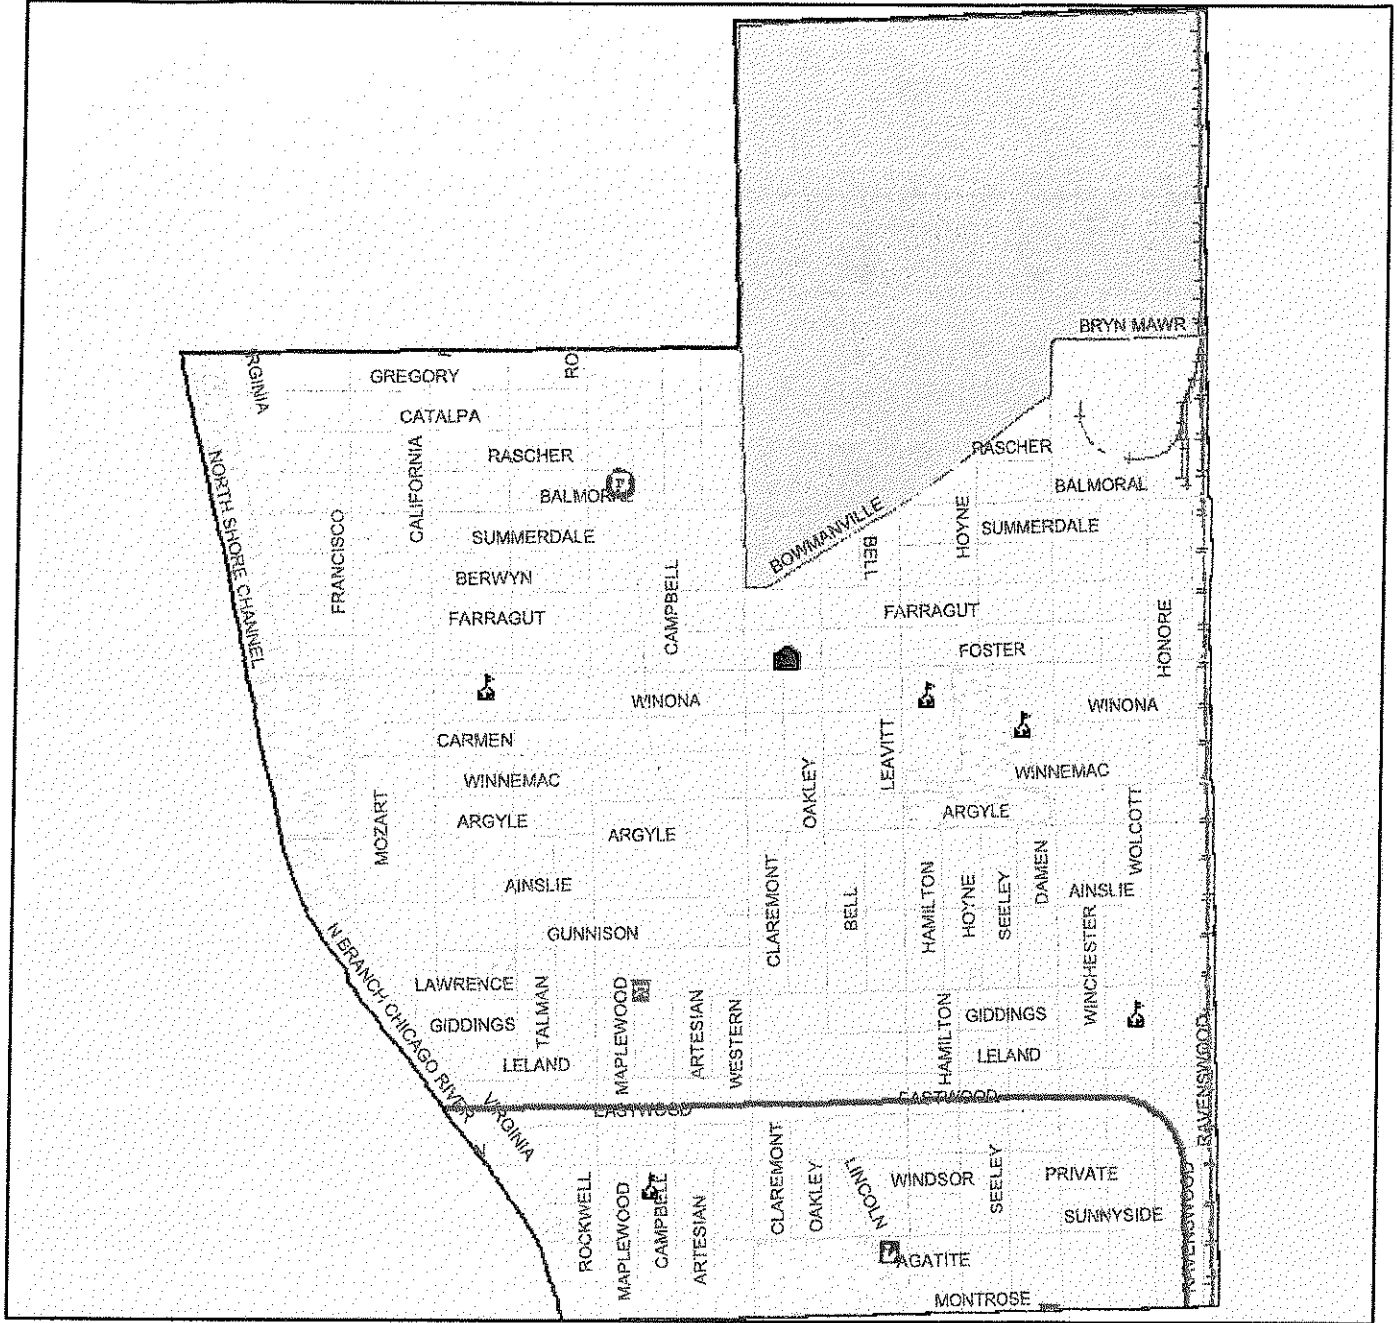 BRYN MAWR
RGINIA
GREGORY
RO
CATALPA
CALIFORNIA
RASCHER
RASCHER
NORTH SHORE CHANNEL
BALMORAL
BALMORAL
FRANCISCO
SUMMERDALE
BOWMANVILLE
BELL
HOYNE
SUMMERDALE
BERWYN
CAMPBELL
FARRAGUT
FARRAGUT
HONORE
FOSTER
WINONA
WINONA
CARMEN
LEAVITT
WINNEMAC
WINNEMAC
OAKLEY
MOZART
ARGYLE
ARGYLE
ARGYLE
WOLCOTT
AINSLIE
CLAREMONT
BELL
HAMILTON
HOYNE
SEELEY
DAMEN
AINSLIE
GUNNISON
WINCHESTER
N BRANCH CHICAGO RIVER
LAWRENCE
TALMAN
MAPLEWOOD
ARTESIAN
WESTERN
GIDDINGS
HAMILTON
GIDDINGS
LELAND
LELAND
RAVENSWOOD
VIRGINIA
EASTWOOD
EASTWOOD
ROCKWELL
MAPLEWOOD
CAMPBELL
ARTESIAN
CLAREMONT
OAKLEY
LINCOLN
WINDSOR
SEELEY
PRIVATE
SUNNYSIDE
RAVENSWOOD
AGATITE
MONTROSE